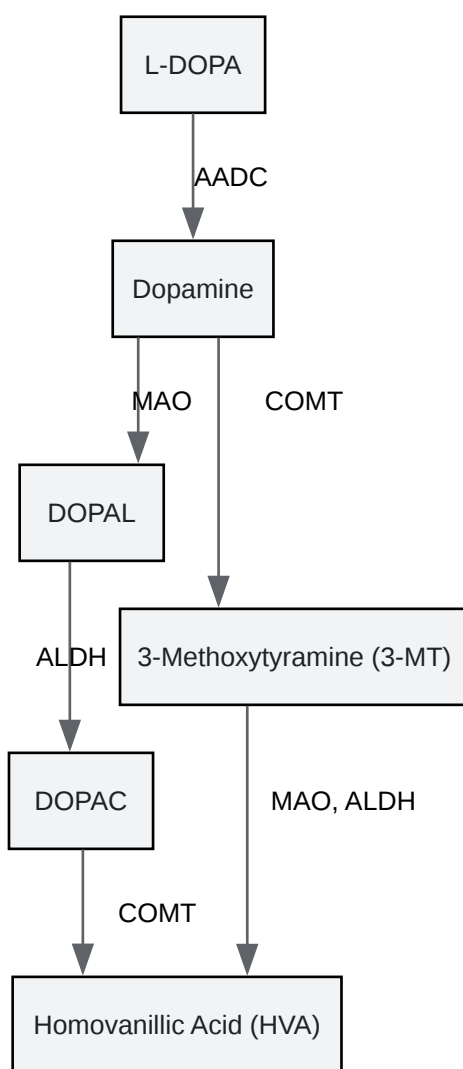 L-DOPA
AADC
Dopamine
MAO
COMT
DOPAL
ALDH
3-Methoxytyramine (3-MT)
DOPAC
MAO, ALDH
COMT
Homovanillic Acid (HVA)